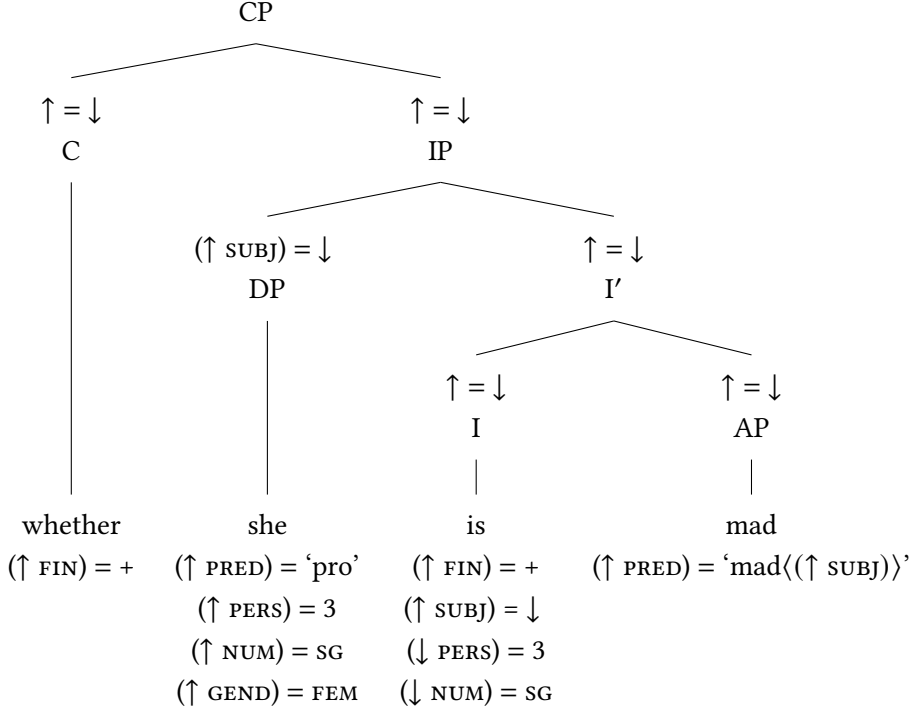 CP
↑ = ↓ ↑ = ↓
C IP
(↑ SUBJ) = ↓ ↑ = ↓
DP I′
↑ = ↓ ↑ = ↓
I AP
whether she is mad
(↑ FIN) = + (↑ PRED) = ‘pro’ (↑ FIN) = + (↑ PRED) = ‘mad⟨(↑ SUBJ)⟩’
(↑ PERS) = 3 (↑ SUBJ) = ↓
(↑ NUM) = SG (↓ PERS) = 3
(↑ GEND) = FEM (↓ NUM) = SG